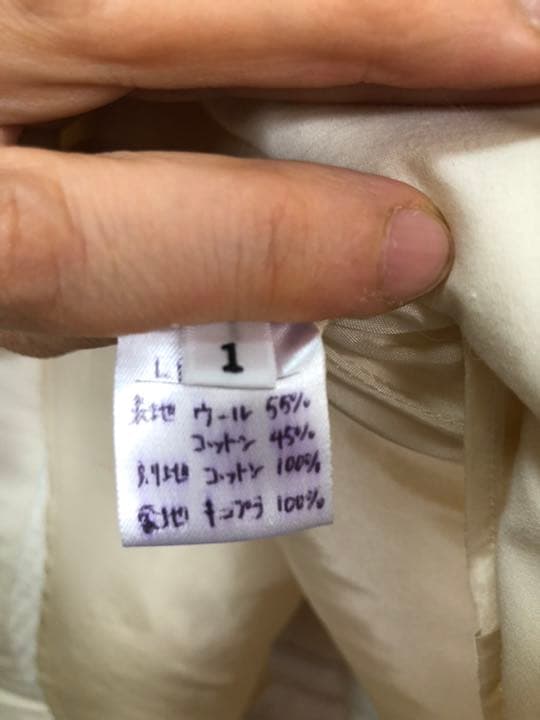 L
1
表地 ウール 55%
コットン 45%
別地 コットン 100%
裏地 キュプラ 100%